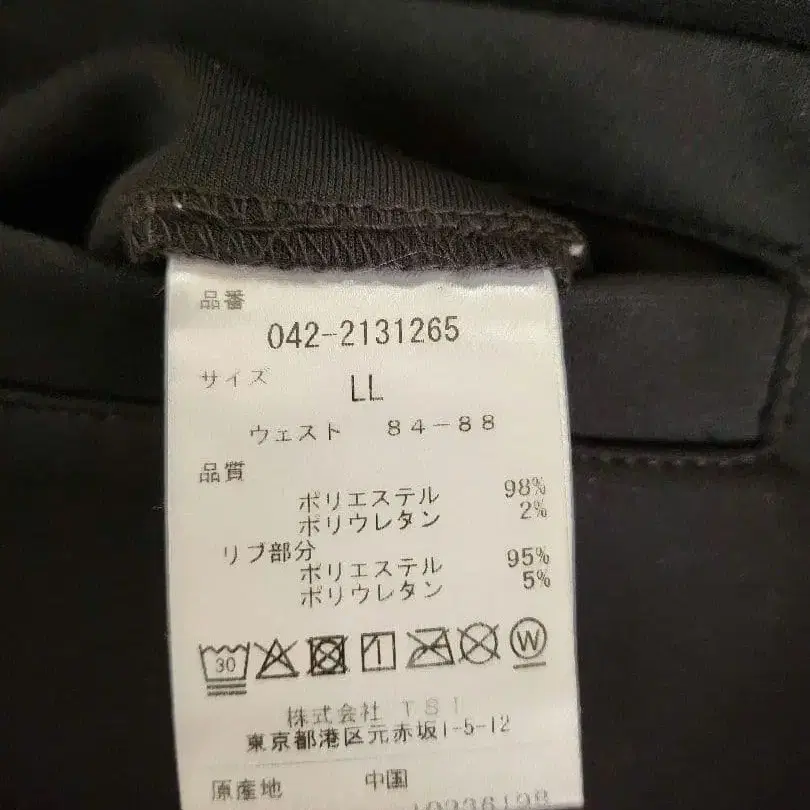 品番
042-2131265
サイズ
LL
ウェスト 84-88
品質
ポリエステル 98%
ポリウレタン 2%
リブ部分
ポリエステル 95%
ポリウレタン 5%
30 W
株式会社 TSI
東京都港区元赤坂1-5-12
原産地 中国